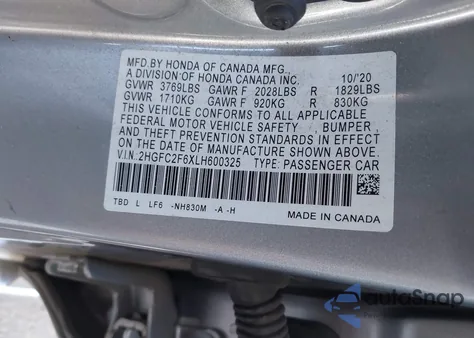 MFD.BY HONDA OF CANADA MFG.,
A DIVISION OF HONDA CANADA INC. 10/'20
GVWR 3769LBS GAWR F 2028LBS R 1829LBS
GVWR 1710KG GAWR F 920KG R 830KG
THIS VEHICLE CONFORMS TO ALL APPLICABLE
FEDERAL MOTOR VEHICLE SAFETY, BUMPER,
AND THEFT PREVENTION STANDARDS IN EFFECT
ON THE DATE OF MANUFACTURE SHOWN ABOVE.
V.I.N.:2HGFC2F6XLH600325 TYPE: PASSENGER CAR
TBD L LF6 -NH830M -A -H
MADE IN CANADA
autoSnap